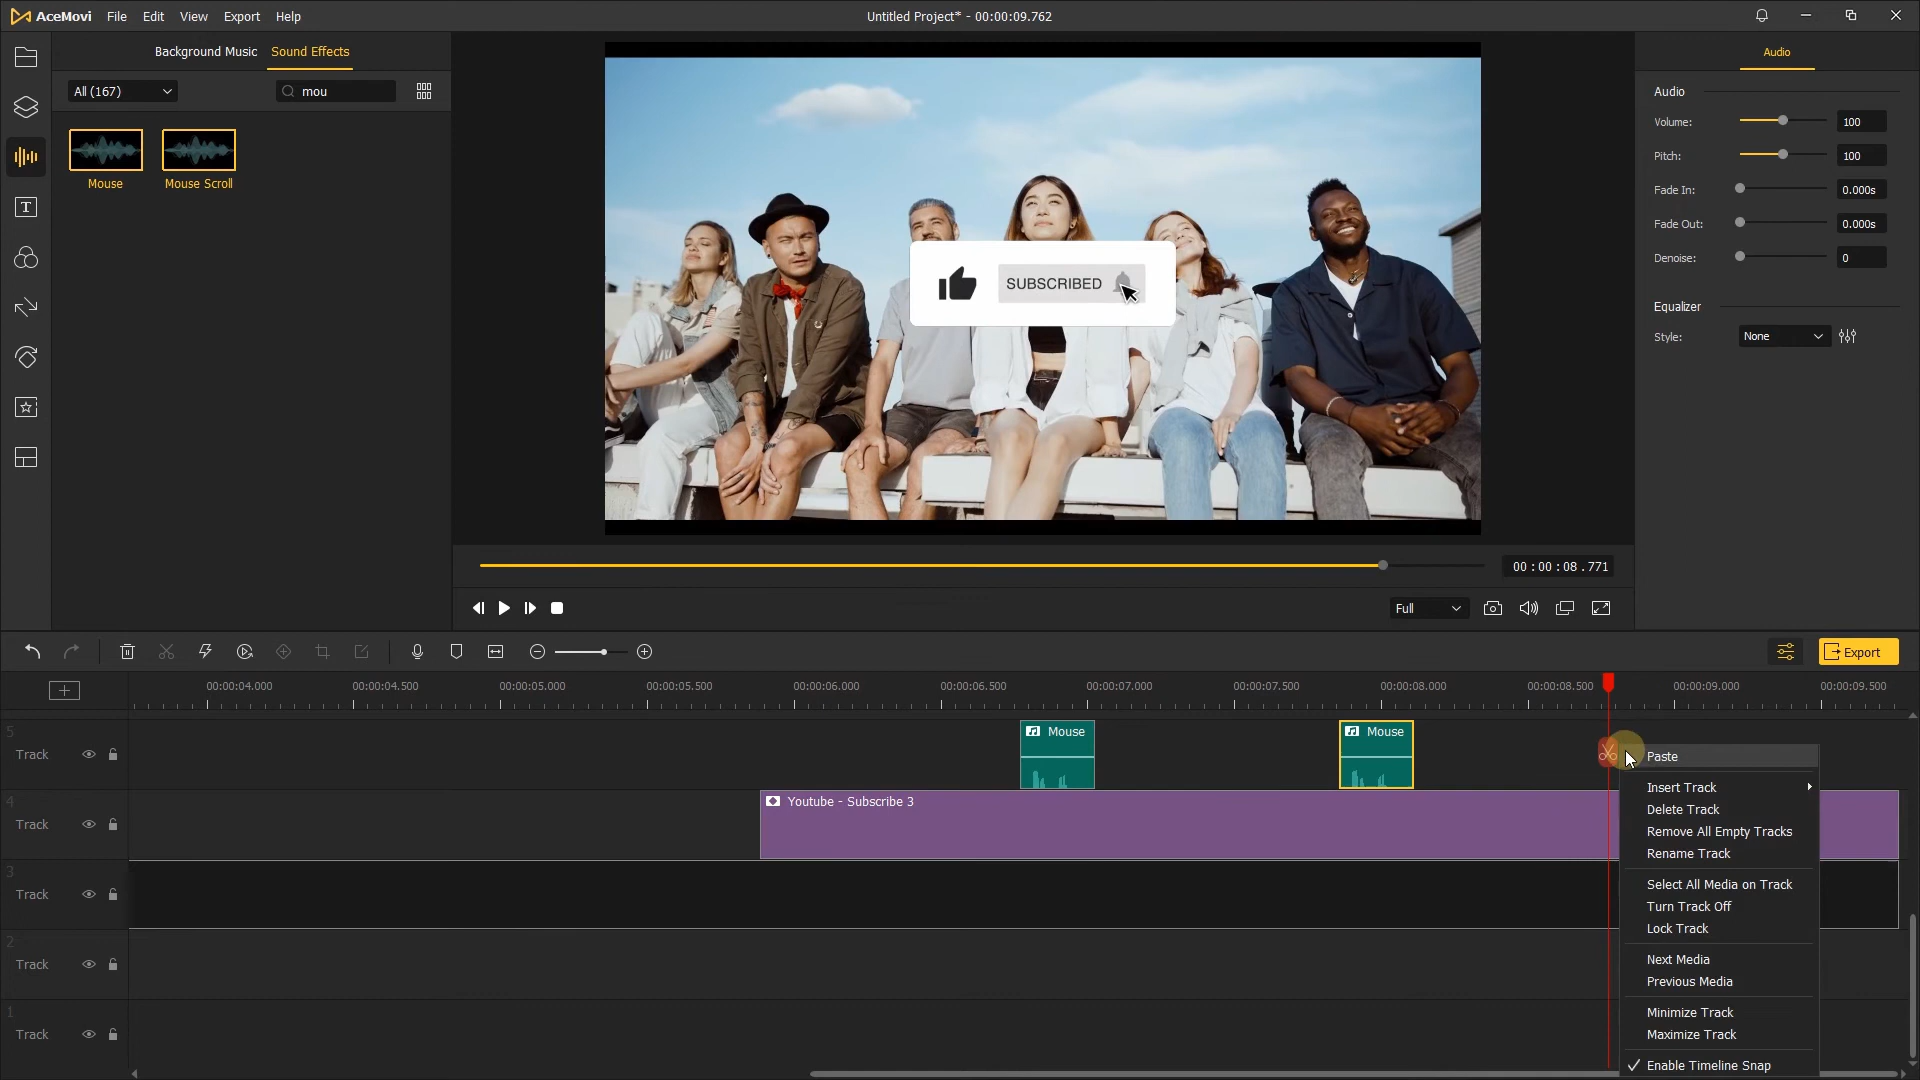 AceMovi File Edit View Export Help
Untitled Project* - 00:00:09.762
Background Music Sound Effects
All (167)
mou
Mouse Mouse Scroll
SUBSCRIBED
Audio
Audio
Volume: 100
Pitch: 100
Fade In: 0.000s
Fade Out: 0.000s
Denoise: 0
Equalizer
Style: None
00:00:08.771
Full
Export
00:00:04.000 00:00:04.500 00:00:05.000 00:00:05.500 00:00:06.000 00:00:06.500 00:00:07.000 00:00:07.500 00:00:08.000 00:00:08.500 00:00:09.000 00:00:09.500
5
Track
Mouse
Mouse
4
Track
Youtube - Subscribe 3
3
Track
2
Track
1
Track
Paste
Insert Track
Delete Track
Remove All Empty Tracks
Rename Track
Select All Media on Track
Turn Track Off
Lock Track
Next Media
Previous Media
Minimize Track
Maximize Track
Enable Timeline Snap